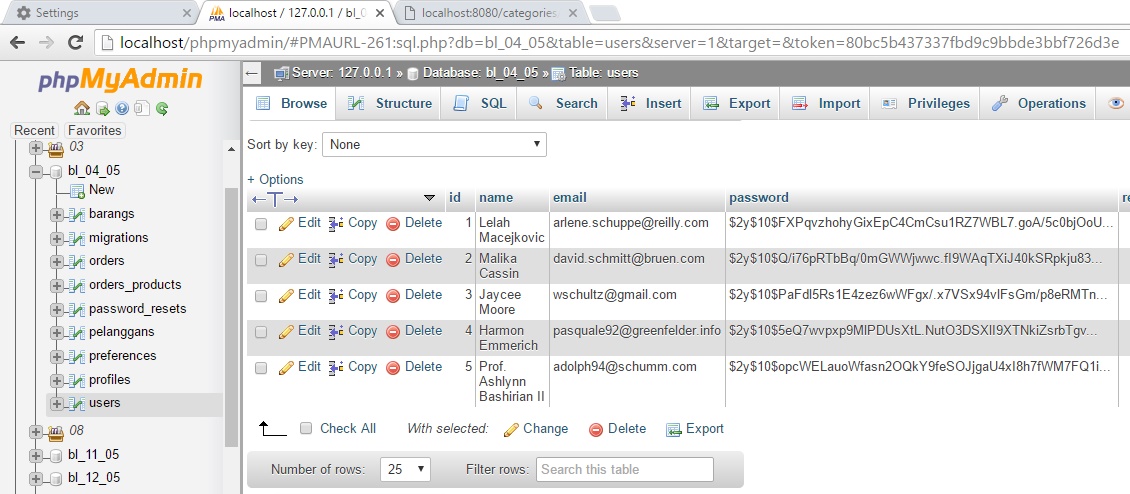 Settings
localhost / 127.0.0.1 / bl_0
localhost:8080/categories
localhost/phpmyadmin/#PMAURL-261:sql.php?db=bl_04_05&table=users&server=1&target=&token=80bc5b437337fbd9c9bbde3bbf726d3e
phpMyAdmin
Recent Favorites
03
bl_04_05
New
barangs
migrations
orders
orders_products
password_resets
pelanggans
preferences
profiles
users
08
bl_11_05
bl_12_05
Server: 127.0.0.1 » Database: bl_04_05 » Table: users
Browse Structure SQL Search Insert Export Import Privileges Operations
Sort by key: None
+ Options
id name email password re
Edit Copy Delete 1 Lelah Macejkovic arlene.schuppe@reilly.com $2y$10$FXPqvzhohyGixEpC4CmCsu1RZ7WBL7.goA/5c0bjOoU...
Edit Copy Delete 2 Malika Cassin david.schmitt@bruen.com $2y$10$Q/i76pRTbBq/0mGWWjwwc.fI9WAqTXiJ40kSRpkju83...
Edit Copy Delete 3 Jaycee Moore wschultz@gmail.com $2y$10$PaFdI5Rs1E4zez6wWFgx/.x7VSx94vIFsGm/p8eRMTn...
Edit Copy Delete 4 Harmon Emmerich pasquale92@greenfelder.info $2y$10$5eQ7wvpxp9MIPDUsXtL.NutO3DSXII9XTNkiZsrbTgv...
Edit Copy Delete 5 Prof. Ashlynn Bashirian II adolph94@schumm.com $2y$10$opcWELauoWfasn2OQkY9feSOJjgaU4xI8h7fWM7FQ1i...
Check All With selected: Change Delete Export
Number of rows: 25 Filter rows: Search this table